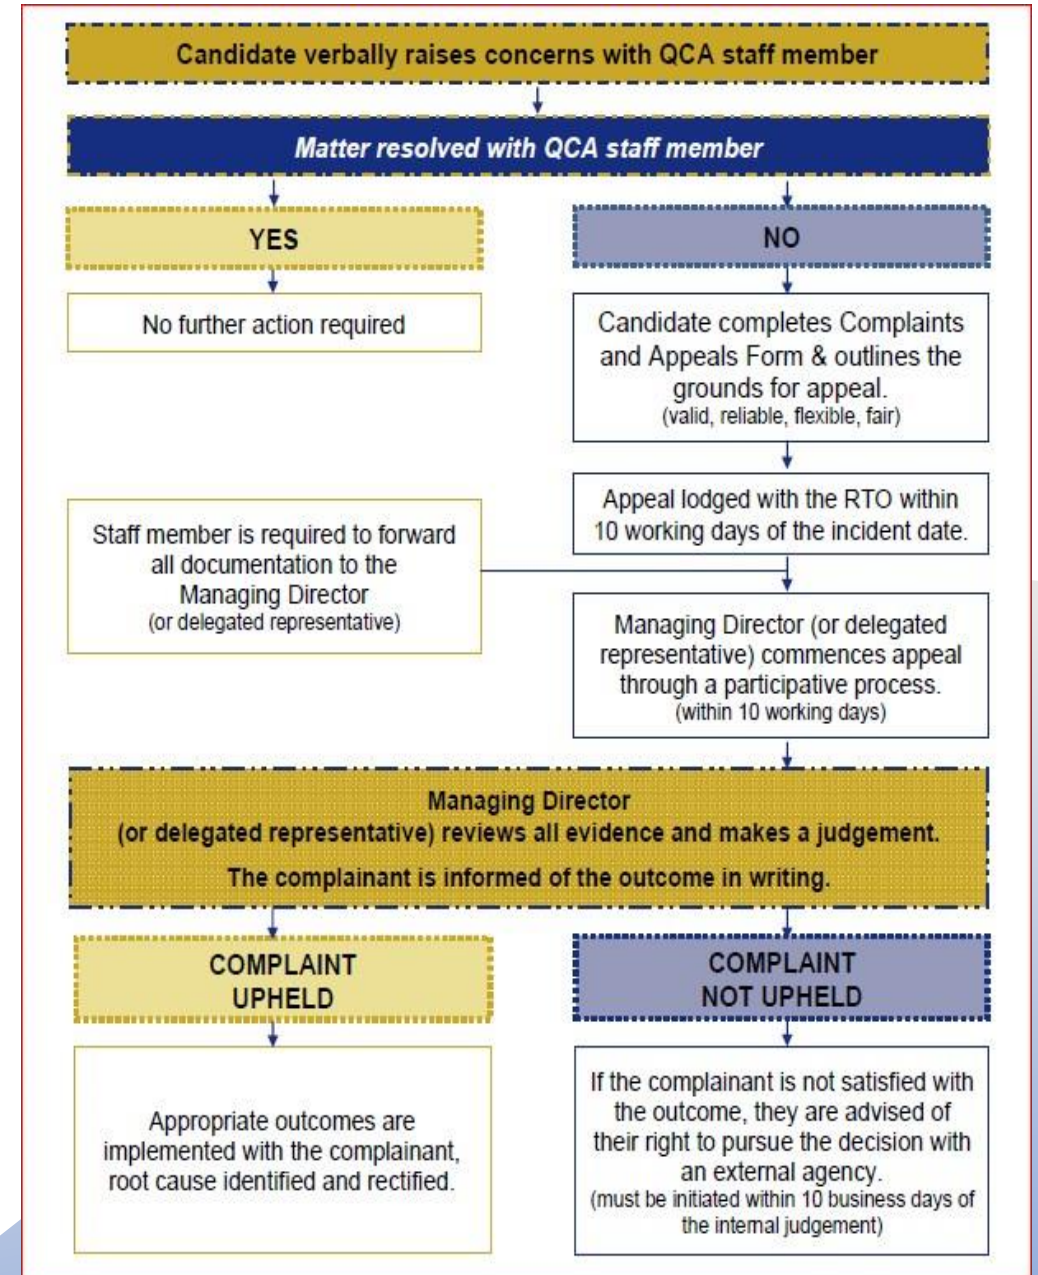 Candidate verbally raises concerns with QCA staff member
Matter resolved with QCA staff member
YES
No further action required
NO
Candidate completes Complaints
and Appeals Form & outlines the
grounds for appeal.
(valid, reliable, flexible, fair)
Appeal lodged with the RTO within
10 working days of the incident date.
Staff member is required to forward
all documentation to the
Managing Director
(or delegated representative)
Managing Director (or delegated
representative) commences appeal
through a participative process.
(within 10 working days)
Managing Director
(or delegated representative) reviews all evidence and makes a judgement.
The complainant is informed of the outcome in writing.
COMPLAINT
UPHELD
Appropriate outcomes are
implemented with the complainant,
root cause identified and rectified.
COMPLAINT
NOT UPHELD
If the complainant is not satisfied with
the outcome, they are advised of
their right to pursue the decision with
an external agency.
(must be initiated within 10 business days of
the internal judgement)